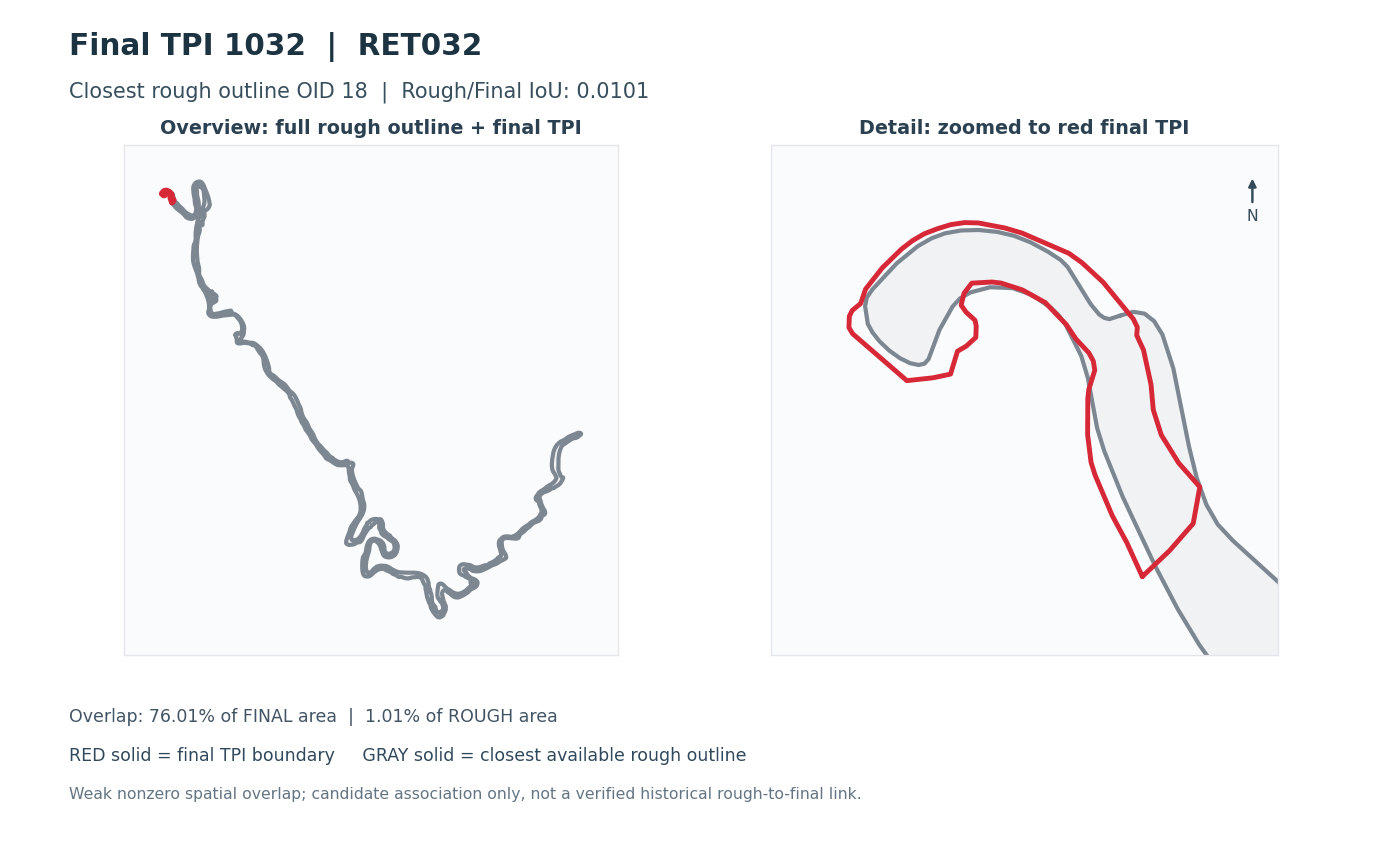 Final TPI 1032  |  RET032
Closest rough outline OID 18  |  Rough/Final IoU: 0.0101
Overview: full rough outline + final TPI
Detail: zoomed to red final TPI
N
Overlap: 76.01% of FINAL area  |  1.01% of ROUGH area
RED solid = final TPI boundary     GRAY solid = closest available rough outline
Weak nonzero spatial overlap; candidate association only, not a verified historical rough-to-final link.